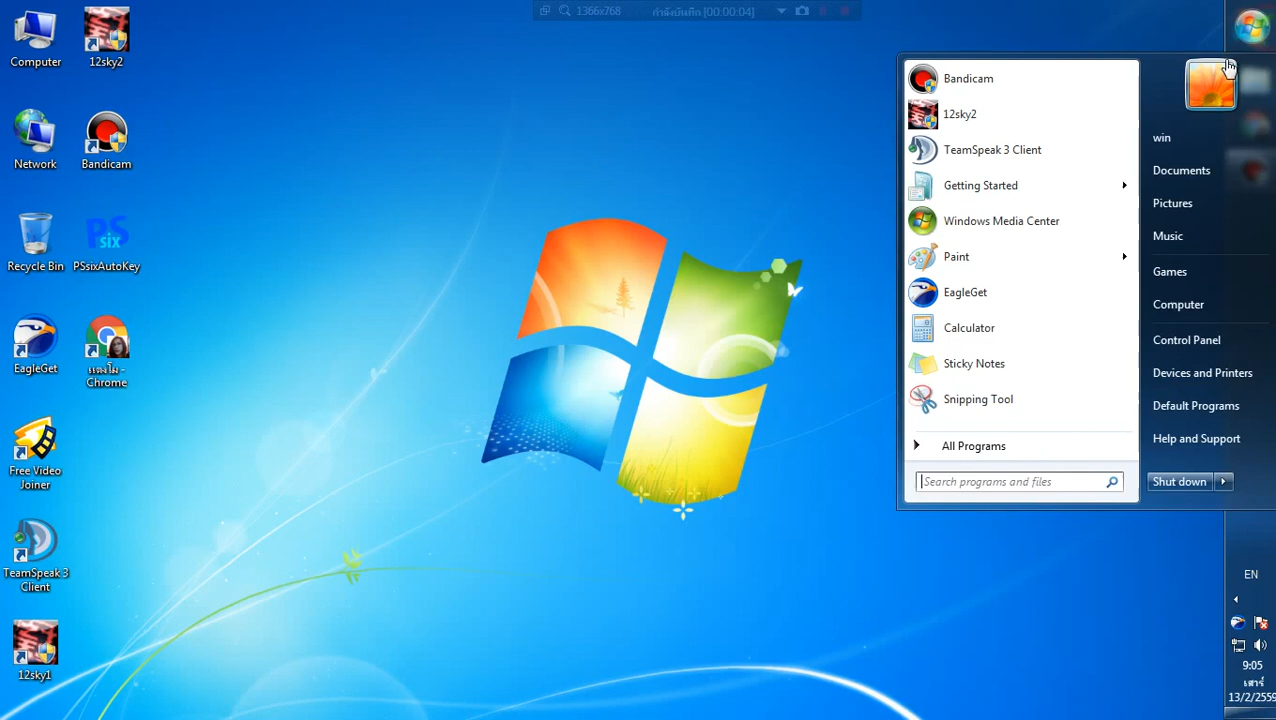 1366x768
กำลังบันทึก [00:00:04]
Computer
12sky2
Network
Bandicam
PSsix
Recycle Bin
PSsixAutoKey
EagleGet
แตงโม -
Chrome
Free Video
Joiner
TeamSpeak 3
Client
12sky1
Bandicam
12sky2
TeamSpeak 3 Client
Getting Started
Windows Media Center
Paint
EagleGet
Calculator
Sticky Notes
Snipping Tool
All Programs
Search programs and files
win
Documents
Pictures
Music
Games
Computer
Control Panel
Devices and Printers
Default Programs
Help and Support
Shut down
EN
9:05
เสาร์
13/2/2559